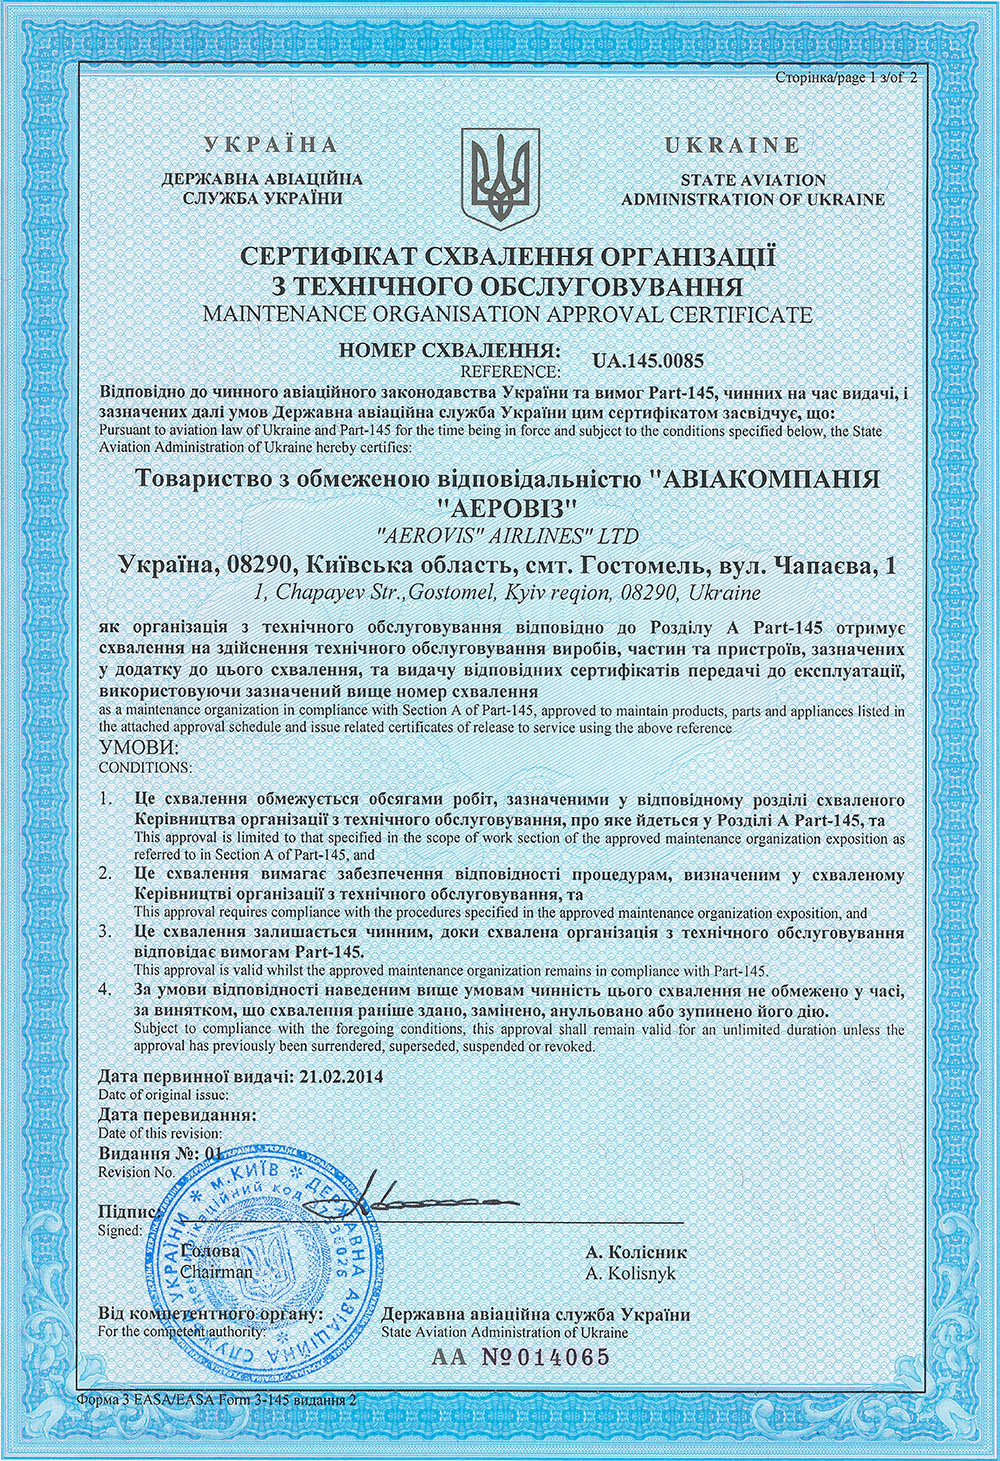 Сторінка/page 1 з/of 2
УКРАЇНА
UKRAINE
ДЕРЖАВНА АВІАЦІЙНА
СЛУЖБА УКРАЇНИ
STATE AVIATION
ADMINISTRATION OF UKRAINE
СЕРТИФІКАТ СХВАЛЕННЯ ОРГАНІЗАЦІЇ
З ТЕХНІЧНОГО ОБСЛУГОВУВАННЯ
MAINTENANCE ORGANISATION APPROVAL CERTIFICATE
НОМЕР СХВАЛЕННЯ:
REFERENCE:
UA.145.0085
Відповідно до чинного авіаційного законодавства України та вимог Part-145, чинних на час видачі, і
зазначених далі умов Державна авіаційна служба України цим сертифікатом засвідчує, що:
Pursuant to aviation law of Ukraine and Part-145 for the time being in force and subject to the conditions specified below, the State
Aviation Administration of Ukraine hereby certifies:
Товариство з обмеженою відповідальністю "АВІАКОМПАНІЯ
"АЕРОВІЗ"
"AEROVIS" AIRLINES" LTD
Україна, 08290, Київська область, смт. Гостомель, вул. Чапаєва, 1
1, Chapayev Str.,Gostomel, Kyiv reqion, 08290, Ukraine
як організація з технічного обслуговування відповідно до Розділу А Part-145 отримує
схвалення на здійснення технічного обслуговування виробів, частин та пристроїв, зазначених
у додатку до цього схвалення, та видачу відповідних сертифікатів передачі до експлуатації,
використовуючи зазначений вище номер схвалення
as a maintenance organization in compliance with Section A of Part-145, approved to maintain products, parts and appliances listed in
the attached approval schedule and issue related certificates of release to service using the above reference
УМОВИ:
CONDITIONS:
1. Це схвалення обмежується обсягами робіт, зазначеними у відповідному розділі схваленого
Керівництва організації з технічного обслуговування, про яке йдеться у Розділі А Part-145, та
This approval is limited to that specified in the scope of work section of the approved maintenance organization exposition as
referred to in Section A of Part-145, and
2. Це схвалення вимагає забезпечення відповідності процедурам, визначеним у схваленому
Керівництві організації з технічного обслуговування, та
This approval requires compliance with the procedures specified in the approved maintenance organization exposition, and
3. Це схвалення залишається чинним, доки схвалена організація з технічного обслуговування
відповідає вимогам Part-145.
This approval is valid whilst the approved maintenance organization remains in compliance with Part-145.
4. За умови відповідності наведеним вище умовам чинність цього схвалення не обмежено у часі,
за винятком, що схвалення раніше здано, замінено, анульовано або зупинено його дію.
Subject to compliance with the foregoing conditions, this approval shall remain valid for an unlimited duration unless the
approval has previously been surrendered, superseded, suspended or revoked.
Дата первинної видачі: 21.02.2014
Date of original issue:
Дата перевидання:
Date of this revision:
Видання №: 01
Revision No.
Підпис:
Signed:
Голова
Chairman
А. Колісник
A. Kolisnyk
Від компетентного органу:
For the competent authority:
Державна авіаційна служба України
State Aviation Administration of Ukraine
АА №014065
Форма 3 EASA/EASA Form 3-145 видання 2
ДЕРЖАВНА АВІАЦІЙНА СЛУЖБА УКРАЇНИ * м.КИЇВ *